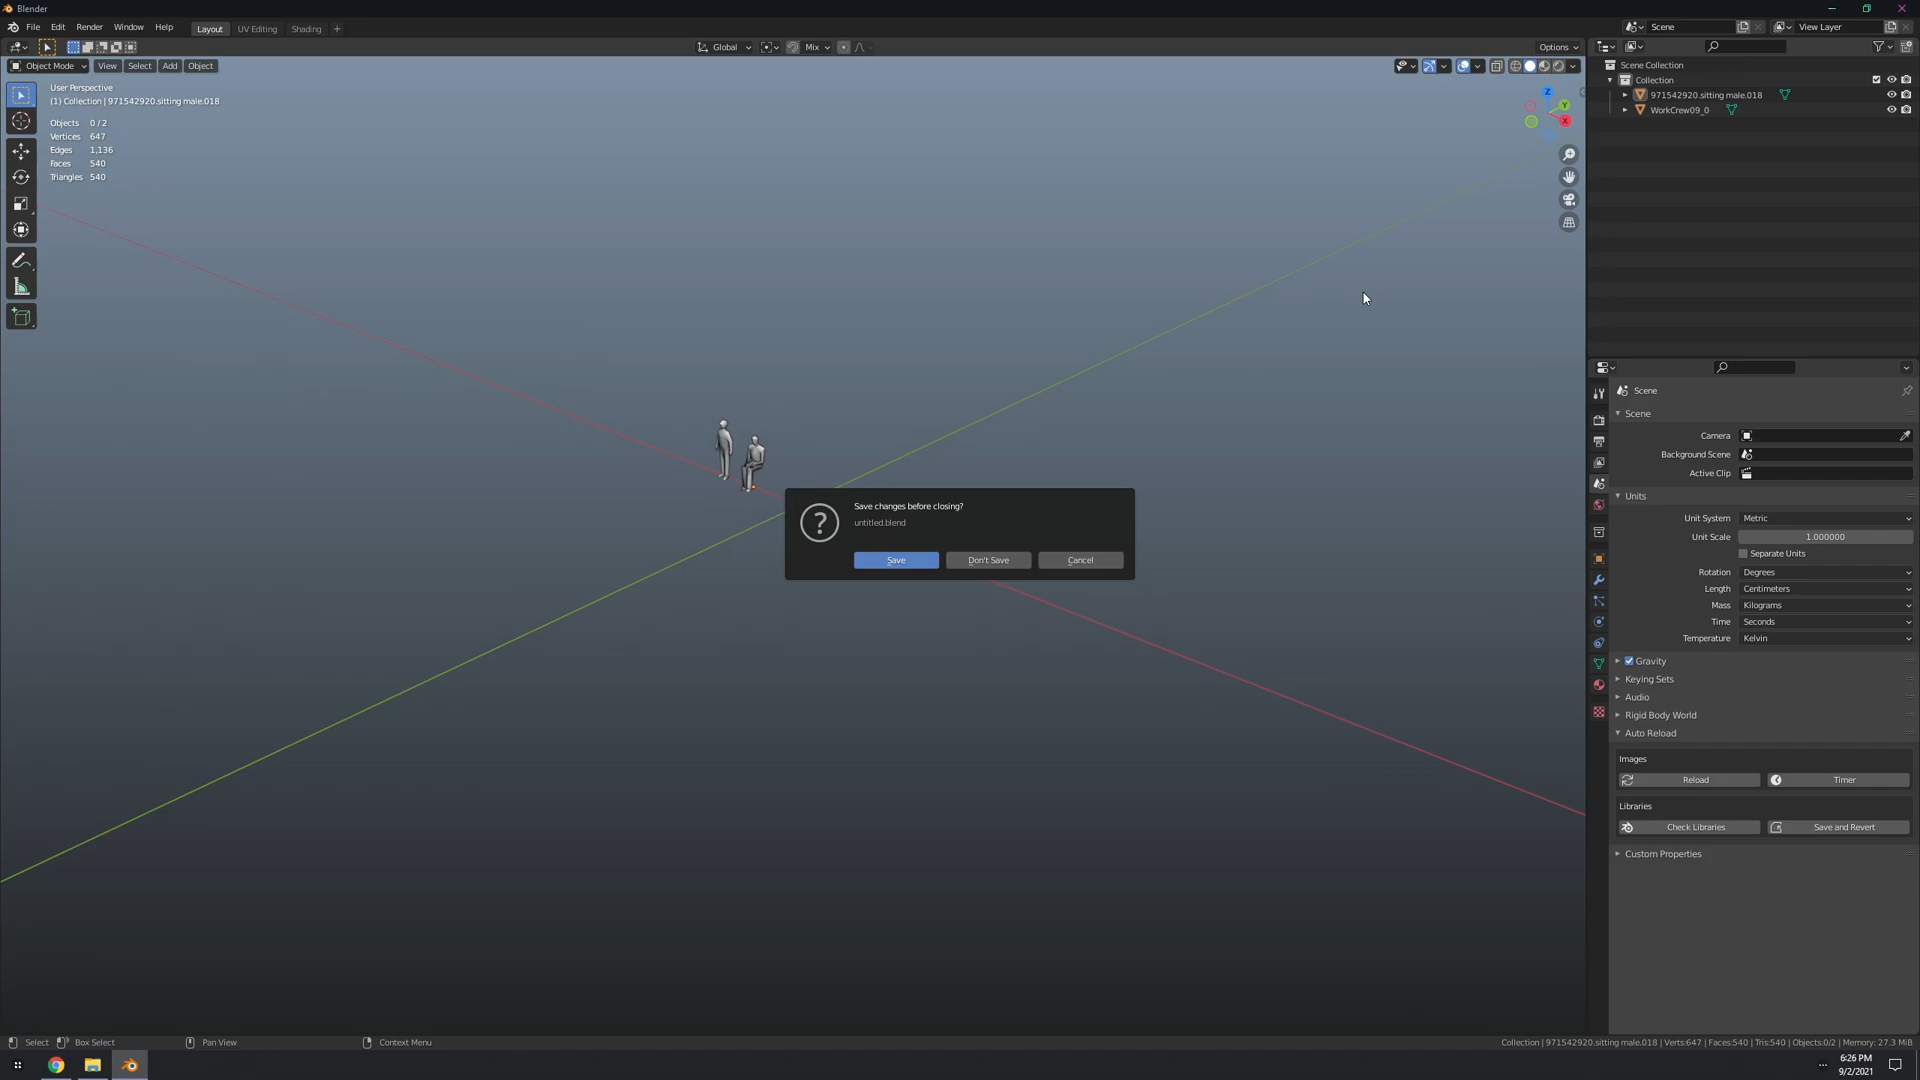 Blender
File Edit Render Window Help Layout UV Editing Shading +
Scene View Layer
Global Mix Options
Object Mode View Select Add Object
User Perspective
(1) Collection | 971542920.sitting male.018
Objects 0 / 2
Vertices 647
Edges 1,136
Faces 540
Triangles 540
Z
Y
X
Scene Collection
Collection
971542920.sitting male.018
WorkCrew09_0
Save changes before closing?
untitled.blend
Save Don't Save Cancel
Scene
Scene
Camera
Background Scene
Active Clip
Units
Unit System Metric
Unit Scale 1.000000
Separate Units
Rotation Degrees
Length Centimeters
Mass Kilograms
Time Seconds
Temperature Kelvin
Gravity
Keying Sets
Audio
Rigid Body World
Auto Reload
Images
Reload Timer
Libraries
Check Libraries Save and Revert
Custom Properties
Select Box Select Pan View Context Menu
Collection | 971542920.sitting male.018 | Verts:647 | Faces:540 | Tris:540 | Objects:0/2 | Memory: 27.3 MiB
6:26 PM
9/2/2021